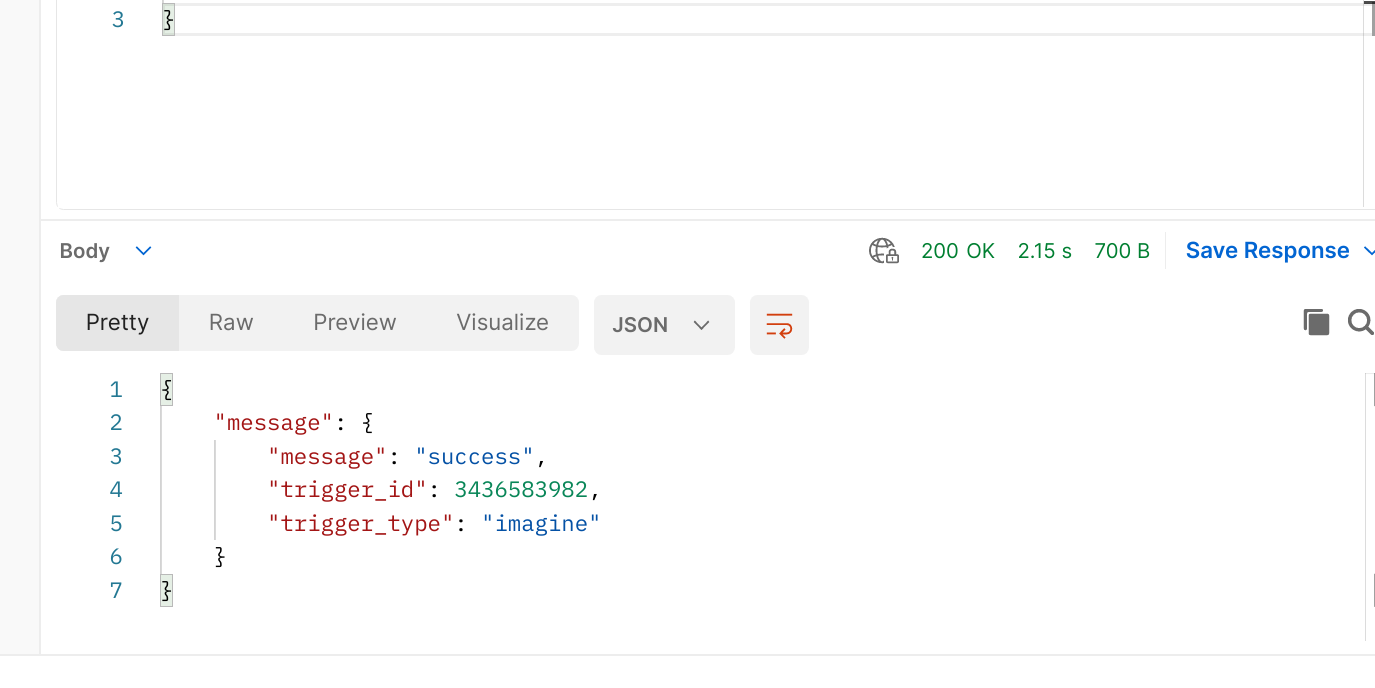 3 }
Body
200 OK 2.15 s 700 B Save Response
Pretty Raw Preview Visualize JSON
1 {
2 "message": {
3 "message": "success",
4 "trigger_id": 3436583982,
5 "trigger_type": "imagine"
6 }
7 }